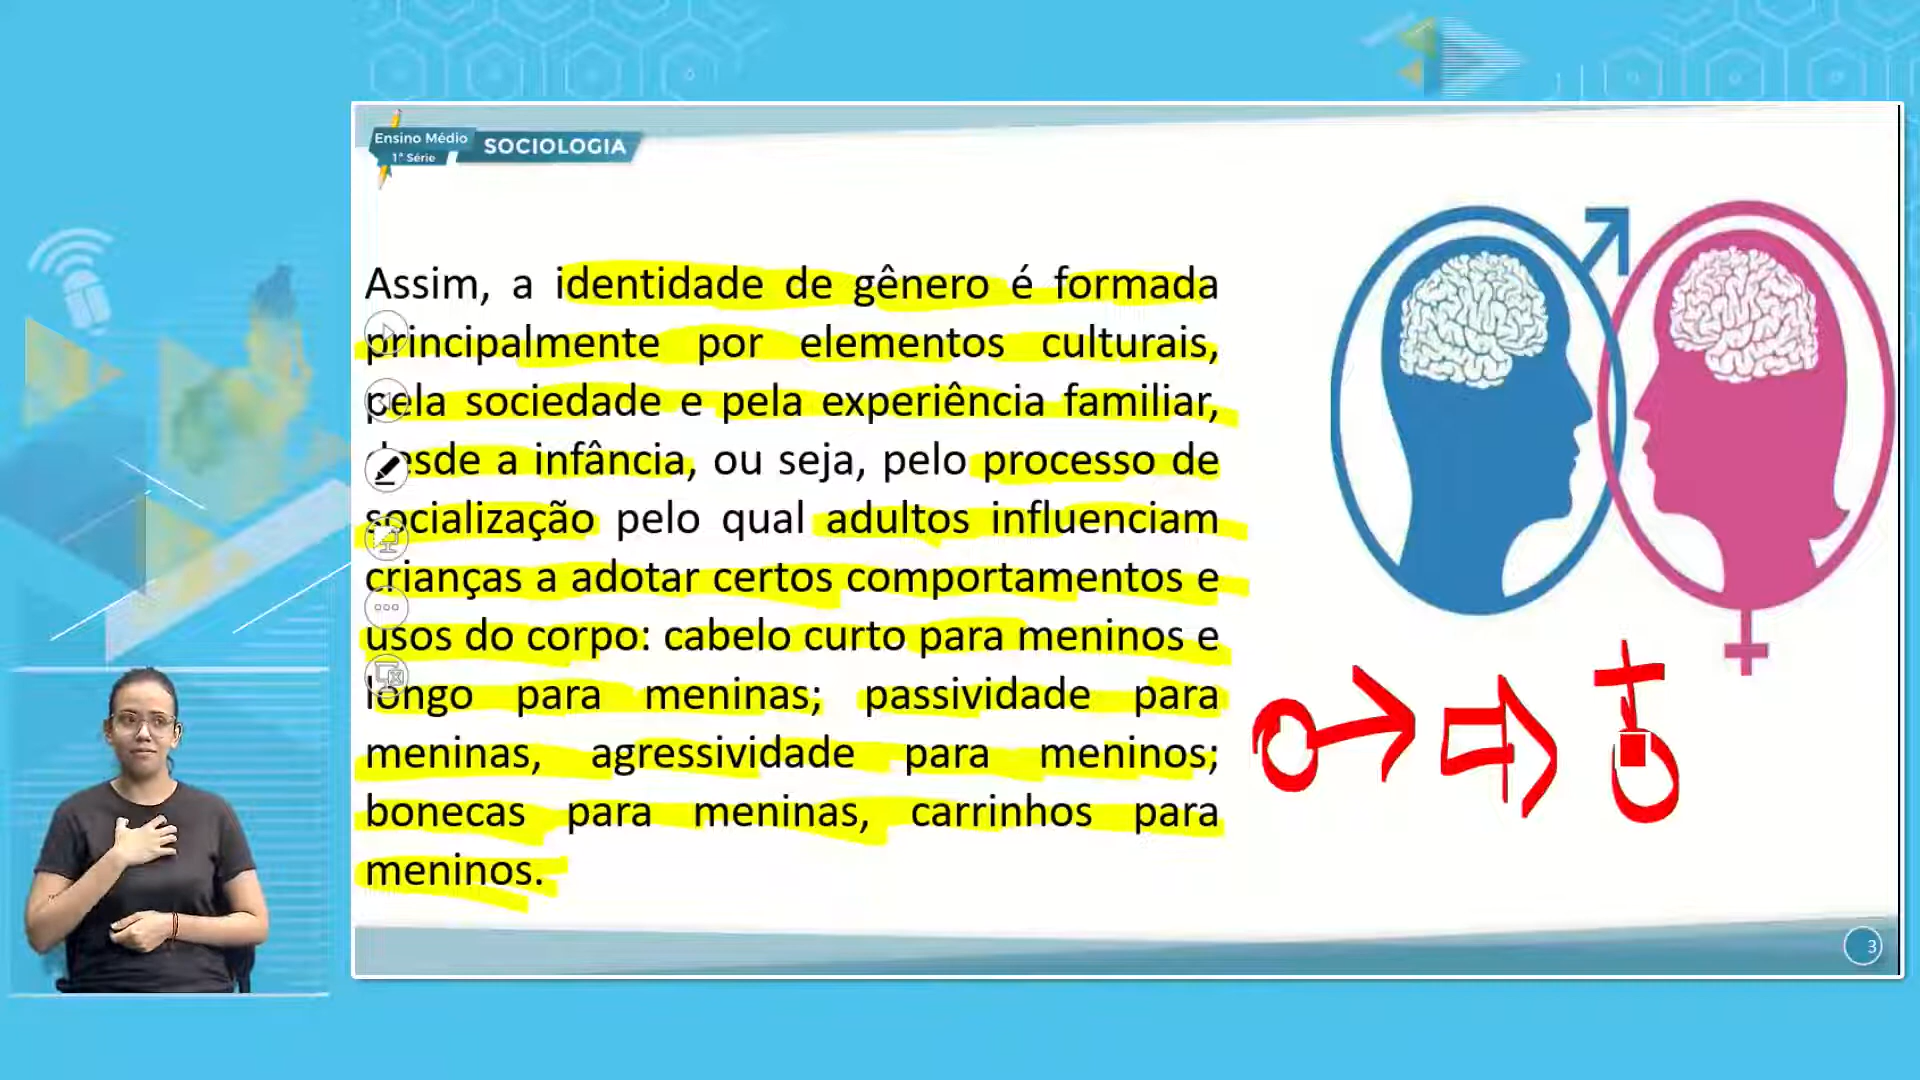 Ensino Médio
1ª Série
SOCIOLOGIA
Assim, a identidade de gênero é formada
principalmente por elementos culturais,
pela sociedade e pela experiência familiar,
desde a infância, ou seja, pelo processo de
socialização pelo qual adultos influenciam
crianças a adotar certos comportamentos e
usos do corpo: cabelo curto para meninos e
longo para meninas; passividade para
meninas, agressividade para meninos;
bonecas para meninas, carrinhos para
meninos.
3